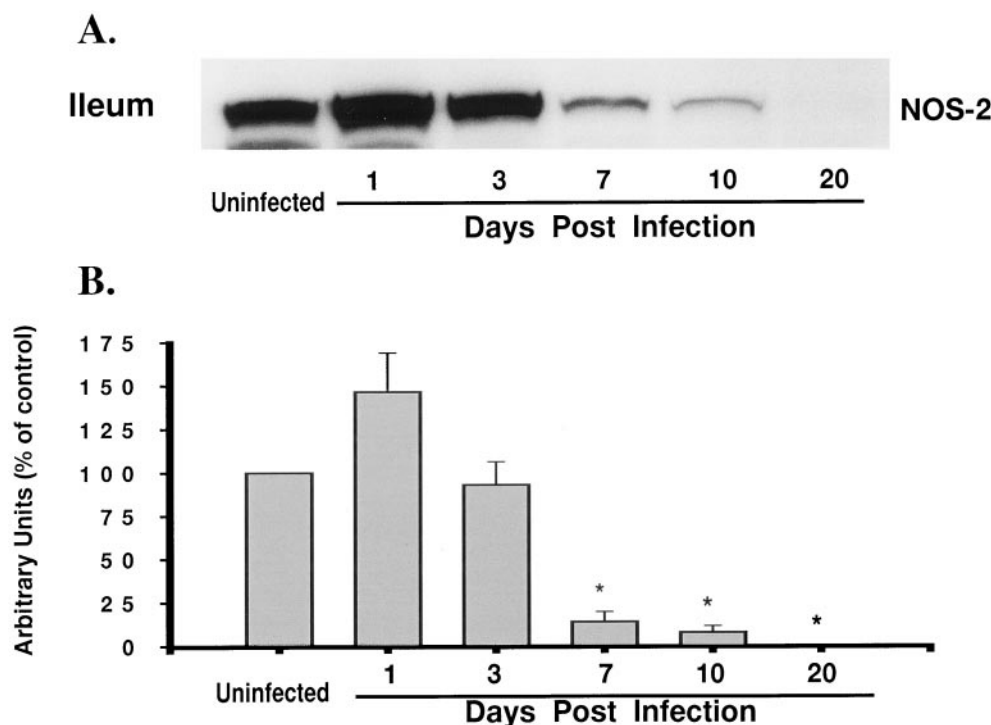 A.
Ileum
NOS-2
Uninfected
1 3 7 10 20
Days Post Infection
B.
Arbitrary Units (% of control)
175
150
125
100
75
50
25
0
* * *
Uninfected
1 3 7 10 20
Days Post Infection